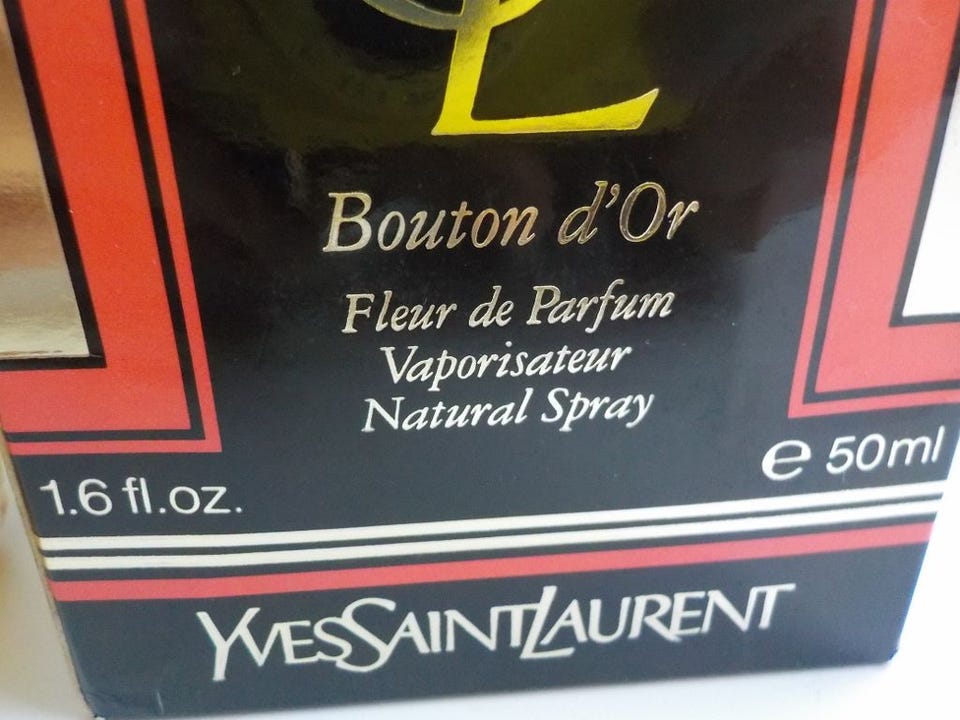 Bouton d'Or
Fleur de Parfum
Vaporisateur
Natural Spray
1.6 fl.oz.
℮ 50ml
YVESSAINTLAURENT